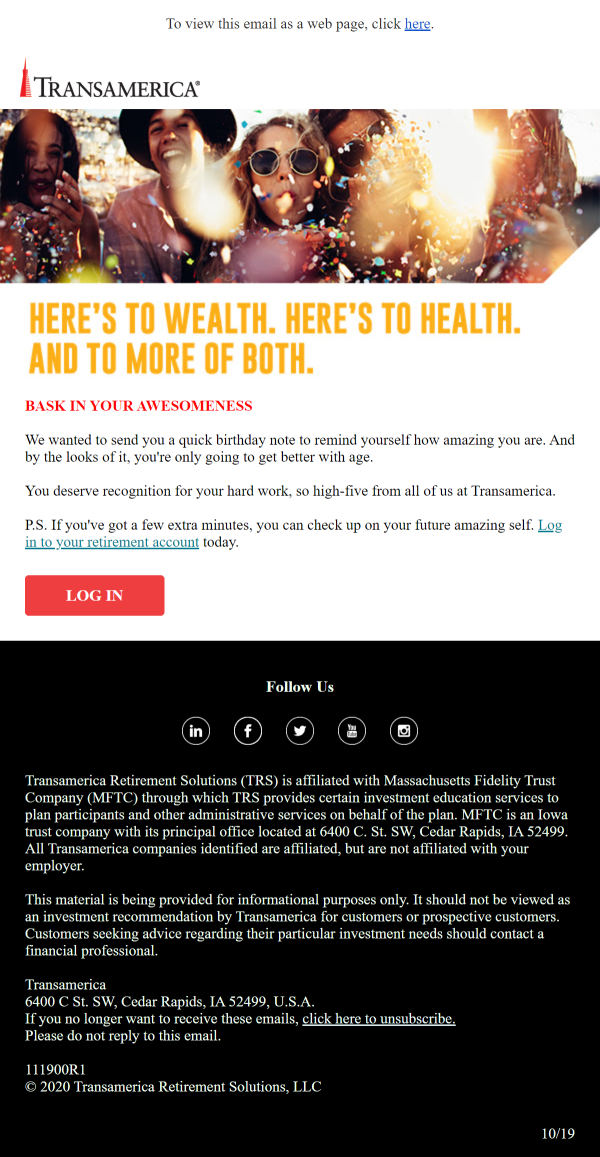 To view this email as a web page, click here.
TRANSAMERICA®
HERE'S TO WEALTH. HERE'S TO HEALTH.
AND TO MORE OF BOTH.
BASK IN YOUR AWESOMENESS
We wanted to send you a quick birthday note to remind yourself how amazing you are. And
by the looks of it, you're only going to get better with age.
You deserve recognition for your hard work, so high-five from all of us at Transamerica.
P.S. If you've got a few extra minutes, you can check up on your future amazing self. Log
in to your retirement account today.
LOG IN
Follow Us
in f You Tube
Transamerica Retirement Solutions (TRS) is affiliated with Massachusetts Fidelity Trust
Company (MFTC) through which TRS provides certain investment education services to
plan participants and other administrative services on behalf of the plan. MFTC is an Iowa
trust company with its principal office located at 6400 C. St. SW, Cedar Rapids, IA 52499.
All Transamerica companies identified are affiliated, but are not affiliated with your
employer.
This material is being provided for informational purposes only. It should not be viewed as
an investment recommendation by Transamerica for customers or prospective customers.
Customers seeking advice regarding their particular investment needs should contact a
financial professional.
Transamerica
6400 C St. SW, Cedar Rapids, IA 52499, U.S.A.
If you no longer want to receive these emails, click here to unsubscribe.
Please do not reply to this email.
111900R1
© 2020 Transamerica Retirement Solutions, LLC
10/19